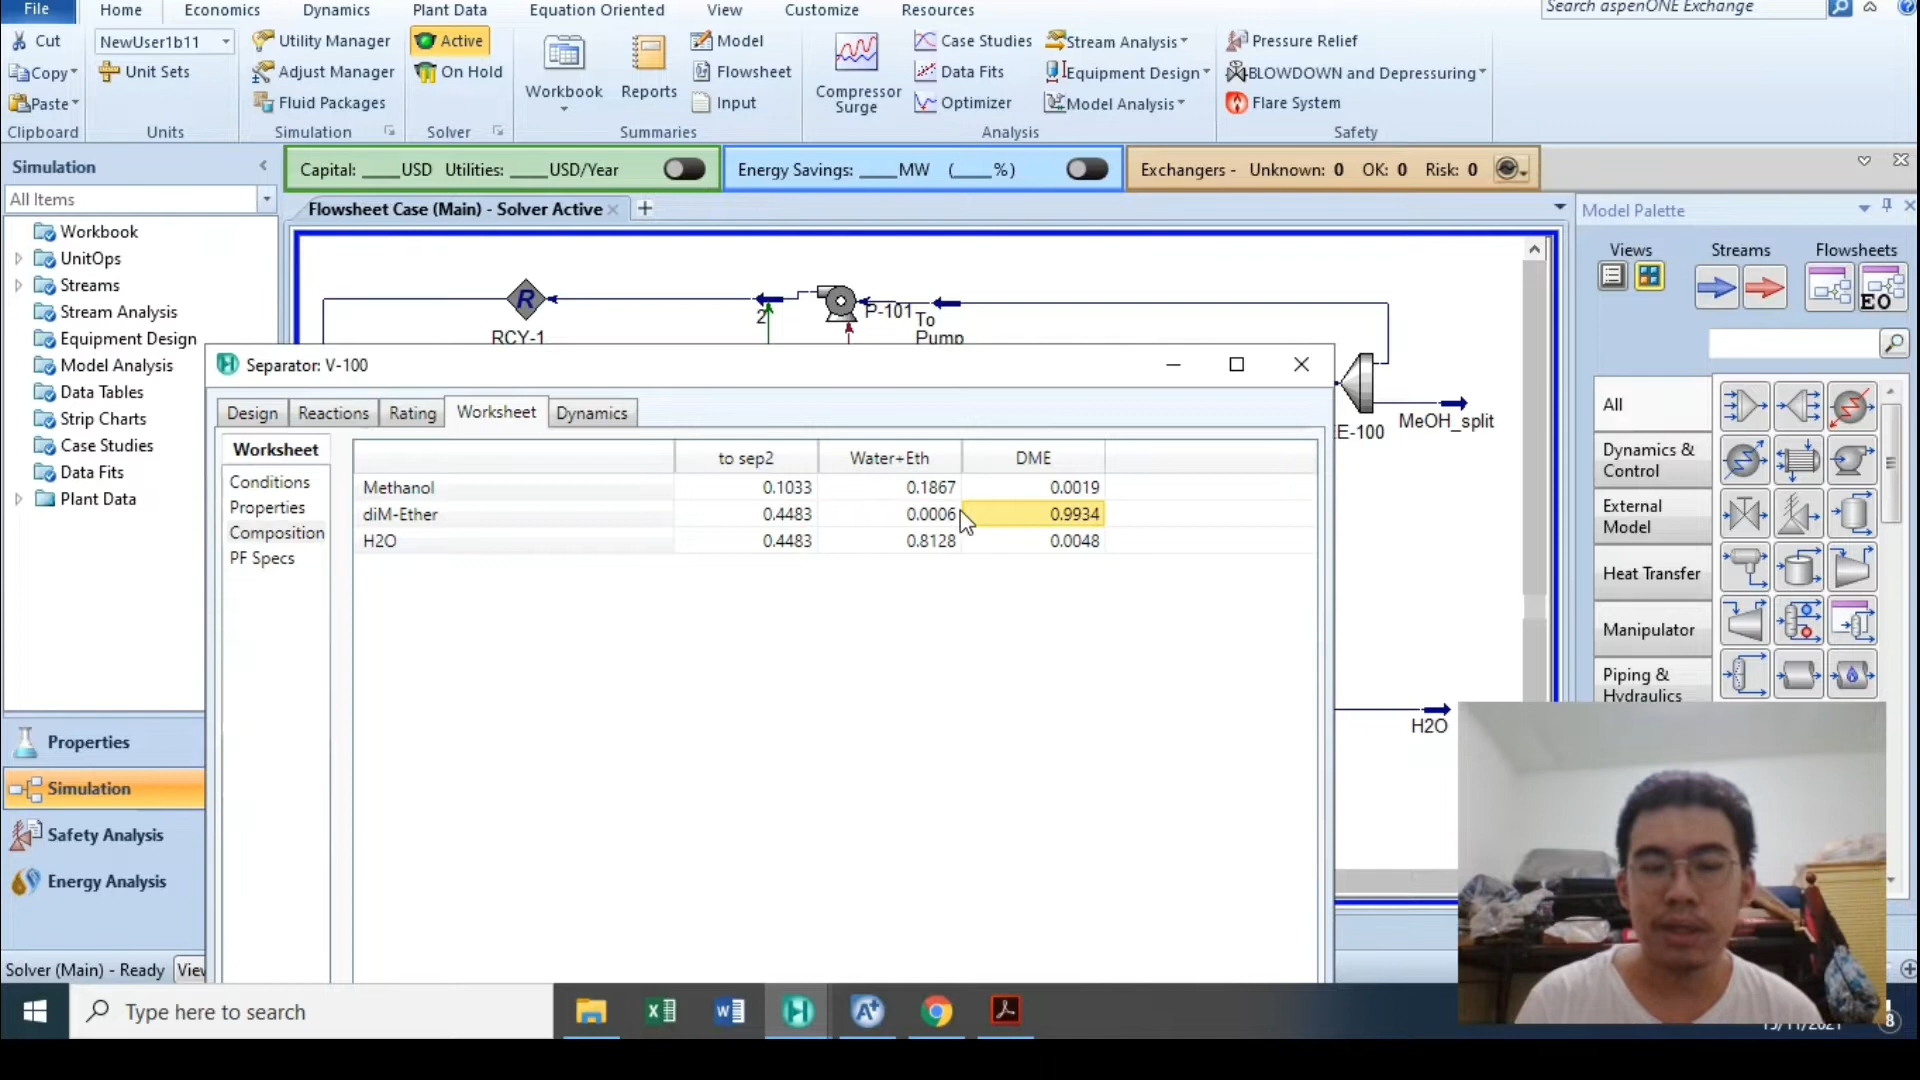 File Home Economics Dynamics Plant Data Equation Oriented View Customize Resources Search aspenONE Exchange
Cut NewUser1b11 Utility Manager Active Model Case Studies Stream Analysis Pressure Relief
Copy Unit Sets Adjust Manager On Hold Flowsheet Data Fits Equipment Design BLOWDOWN and Depressuring
Paste Fluid Packages Workbook Reports Input Compressor Surge Optimizer Model Analysis Flare System
Clipboard Units Simulation Solver Summaries Analysis Safety
Simulation
Capital: ____USD Utilities: ____USD/Year Energy Savings: ____MW (____%) Exchangers - Unknown: 0 OK: 0 Risk: 0
All Items
Flowsheet Case (Main) - Solver Active
Workbook
UnitOps
Streams
Stream Analysis
Equipment Design
Model Analysis
Data Tables
Strip Charts
Case Studies
Data Fits
Plant Data
Properties
Simulation
Safety Analysis
Energy Analysis
R
RCY-1
2
P-101
To
Pump
MeOH_split
E-100
H2O
Separator: V-100
Design Reactions Rating Worksheet Dynamics
Worksheet
Conditions
Properties
Composition
PF Specs
to sep2 Water+Eth DME
Methanol 0.1033 0.1867 0.0019
diM-Ether 0.4483 0.0006 0.9934
H2O 0.4483 0.8128 0.0048
Model Palette
Views Streams Flowsheets
EO
All
Dynamics &
Control
External
Model
Heat Transfer
Manipulator
Piping &
Hydraulics
Solver (Main) - Ready
Type here to search